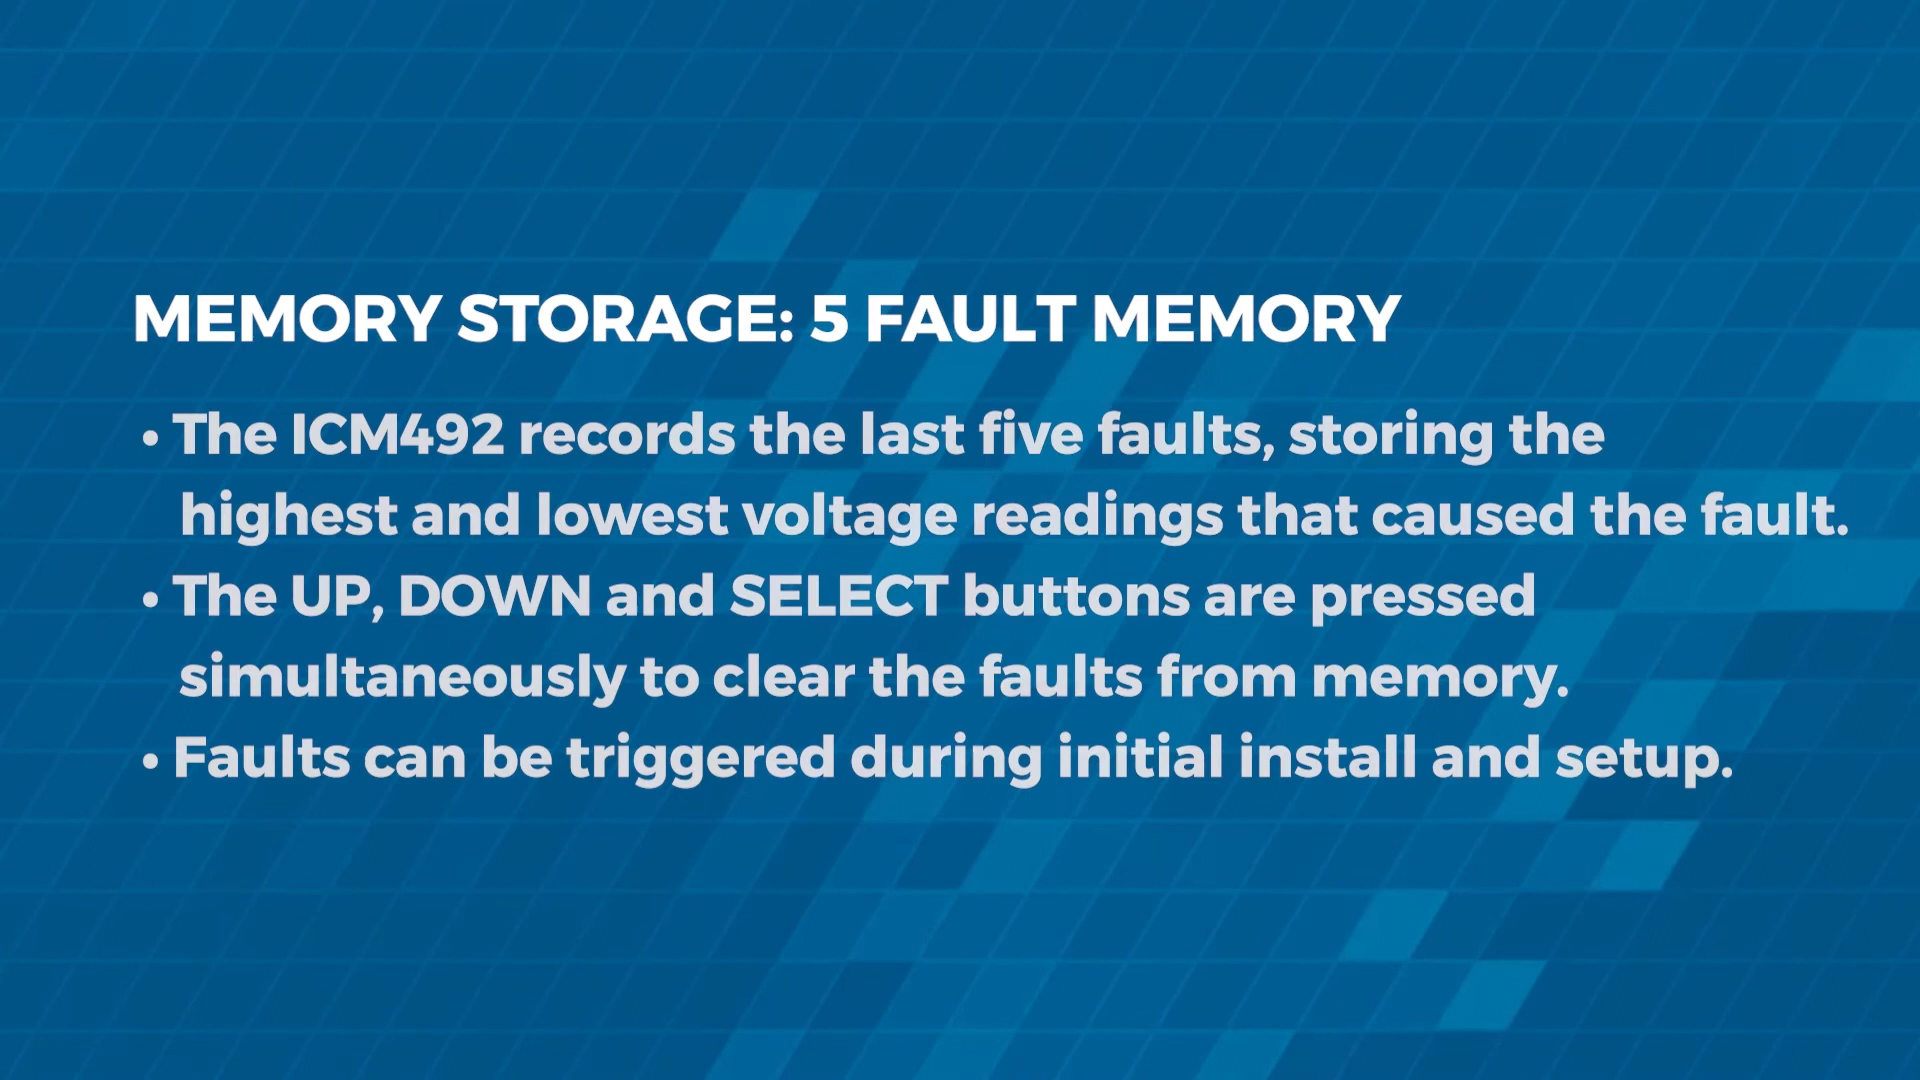 MEMORY STORAGE: 5 FAULT MEMORY
• The ICM492 records the last five faults, storing the
highest and lowest voltage readings that caused the fault.
• The UP, DOWN and SELECT buttons are pressed
simultaneously to clear the faults from memory.
• Faults can be triggered during initial install and setup.